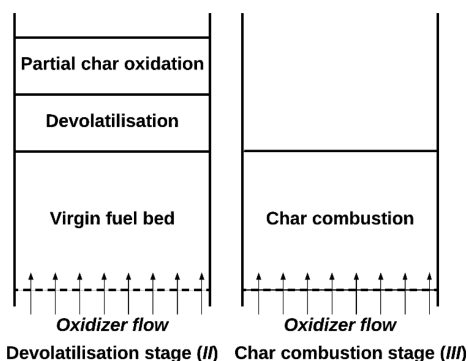 Partial char oxidation
Devolatilisation
Virgin fuel bed
Oxidizer flow
Devolatilisation stage (II)
Char combustion
Oxidizer flow
Char combustion stage (III)